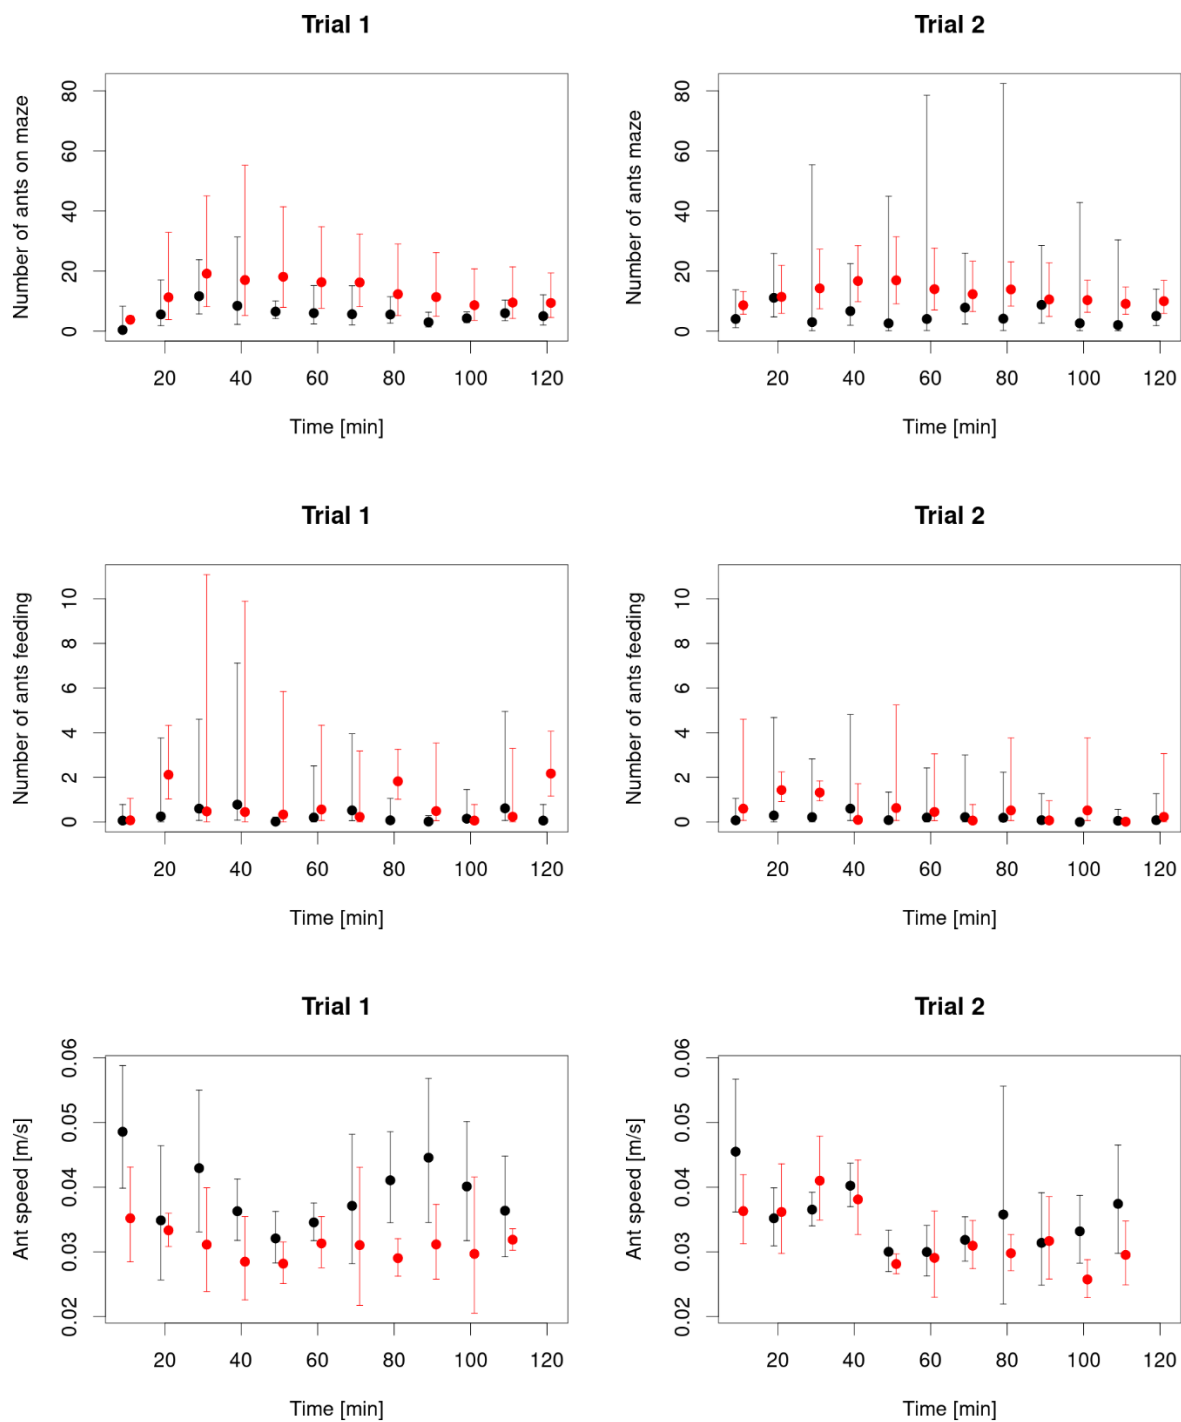 Trial 1
Trial 2
Number of ants on maze
0 20 40 60 80
20 40 60 80 100 120
Time [min]
Number of ants maze
0 20 40 60 80
20 40 60 80 100 120
Time [min]
Trial 1
Trial 2
Number of ants feeding
0 2 4 6 8 10
20 40 60 80 100 120
Time [min]
Number of ants feeding
0 2 4 6 8 10
20 40 60 80 100 120
Time [min]
Trial 1
Trial 2
Ant speed [m/s]
0.02 0.03 0.04 0.05 0.06
20 40 60 80 100 120
Time [min]
Ant speed [m/s]
0.02 0.03 0.04 0.05 0.06
20 40 60 80 100 120
Time [min]